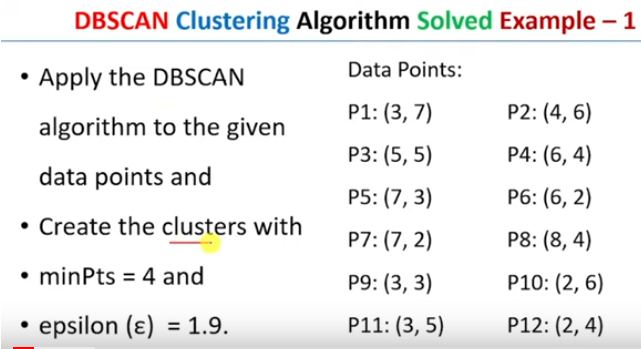 DBSCAN Clustering Algorithm Solved Example – 1
• Apply the DBSCAN
algorithm to the given
data points and
• Create the clusters with
• minPts = 4 and
• epsilon (ε) = 1.9.
Data Points:
P1: (3, 7) P2: (4, 6)
P3: (5, 5) P4: (6, 4)
P5: (7, 3) P6: (6, 2)
P7: (7, 2) P8: (8, 4)
P9: (3, 3) P10: (2, 6)
P11: (3, 5) P12: (2, 4)